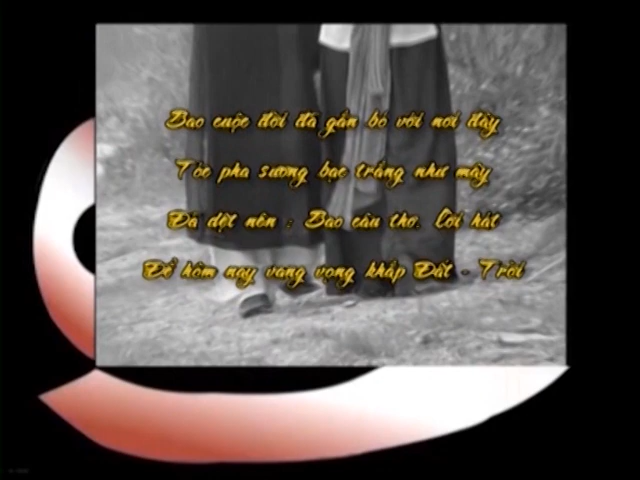 Bao cuộc đời đã gắn bó với nơi đây
Tóc pha sương bạc trắng như mây
Đã dệt nên : Bao câu thơ. Lời hát
Để hôm nay vang vọng khắp Đất - Trời